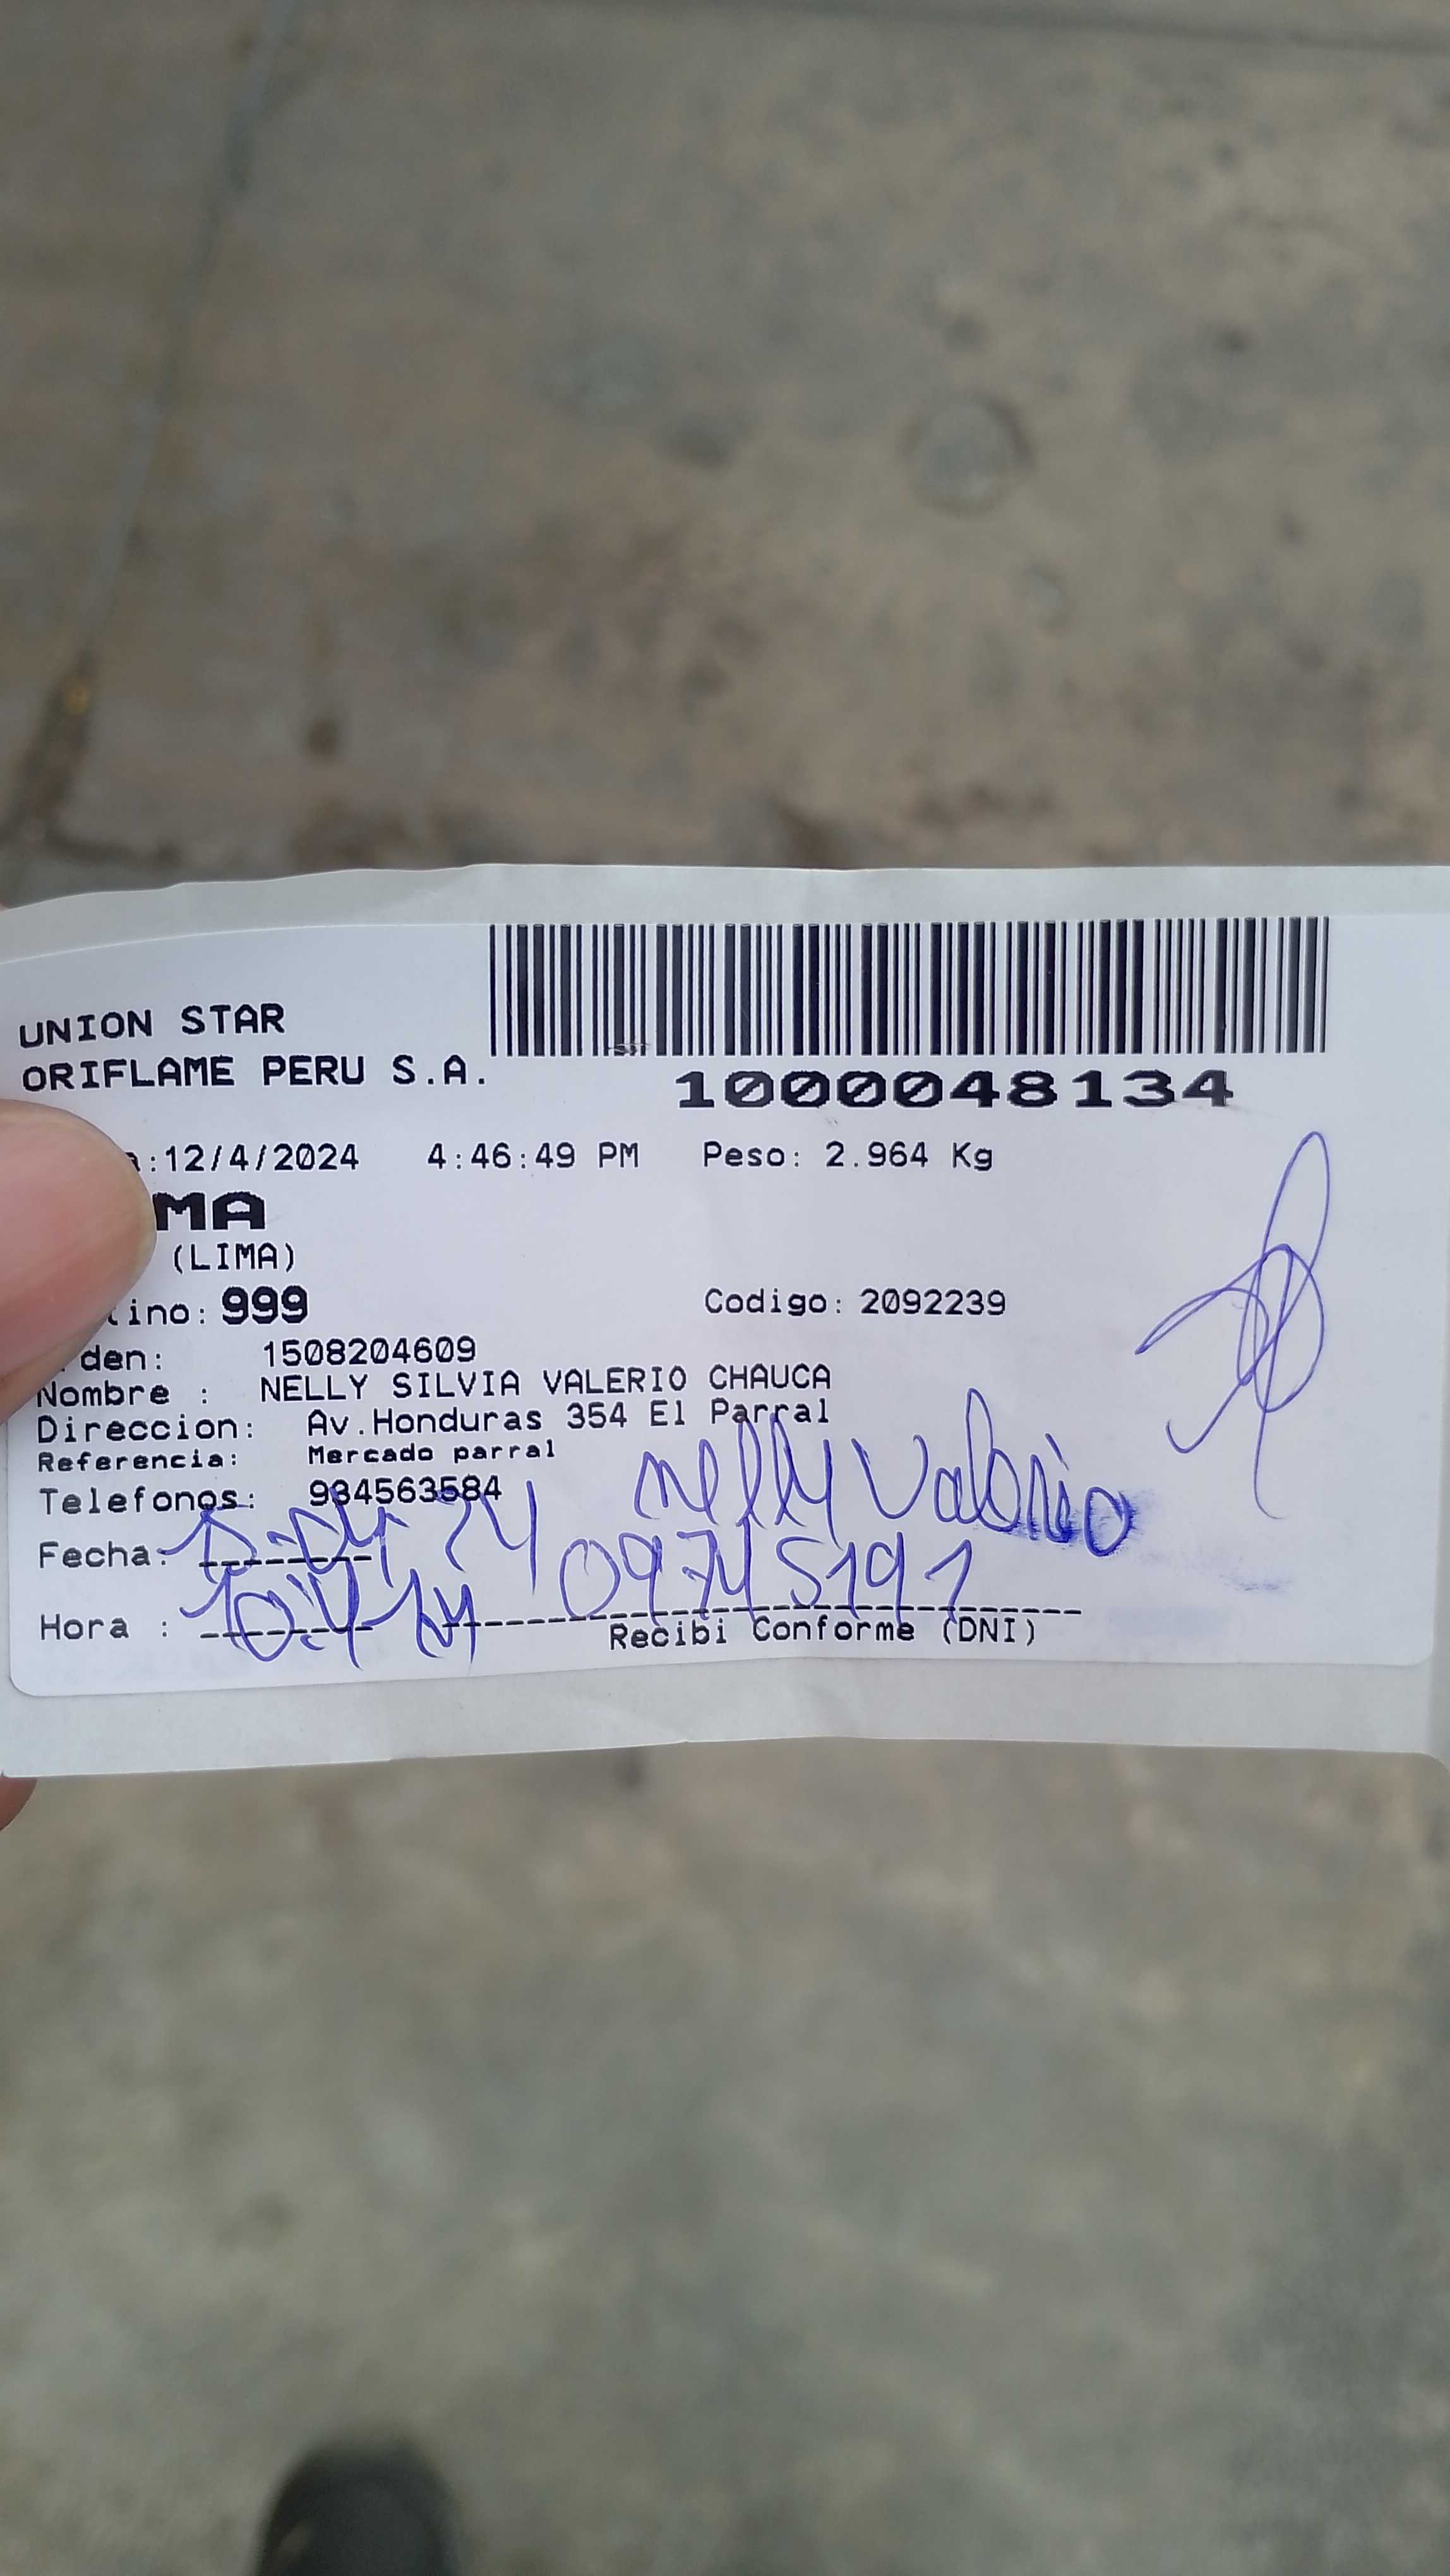 UNION STAR
ORIFLAME PERU S.A.
1000048134
a:12/4/2024 4:46:49 PM Peso: 2.964 Kg
MA
(LIMA)
tino: 999 Codigo: 2092239
den: 1508204609
Nombre : NELLY SILVIA VALERIO CHAUCA
Direccion: Av.Honduras 354 El Parral
Referencia: Mercado parral
Telefonos: 934563584
nelly Valerio
Fecha:
09745191
Hora :
Recibi Conforme (DNI)